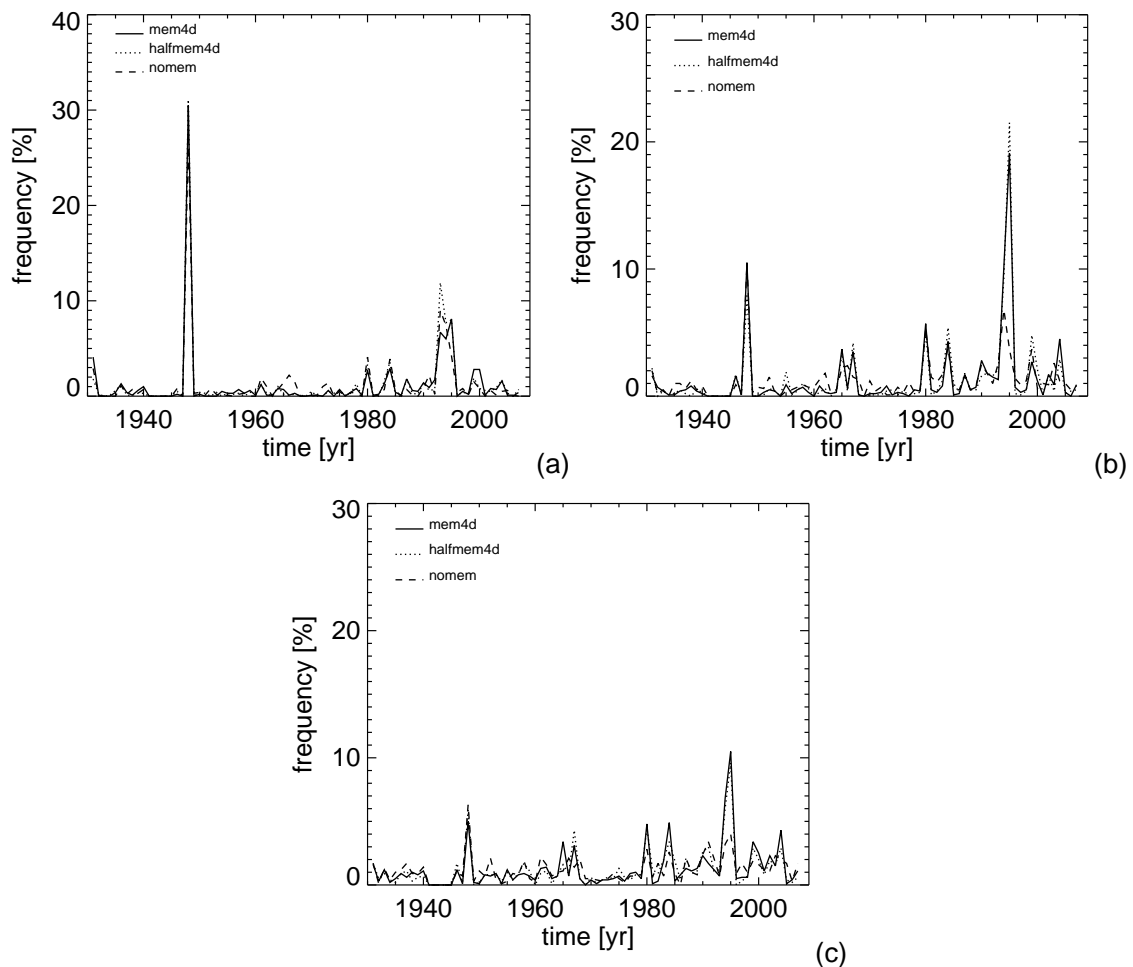 40
30
20
10
0
frequency [%]
mem4d
halfmem4d
nomem
1940
1960
1980
2000
time [yr]
(a)
30
20
10
0
frequency [%]
mem4d
halfmem4d
nomem
1940
1960
1980
2000
time [yr]
(b)
30
20
10
0
frequency [%]
mem4d
halfmem4d
nomem
1940
1960
1980
2000
time [yr]
(c)